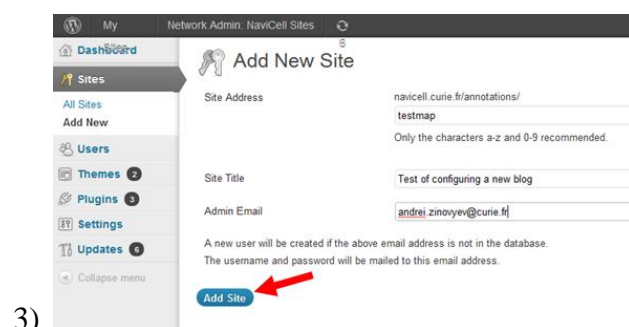 My Sites
Network Admin: NaviCell Sites
6
Dashboard
Sites
All Sites
Add New
Users
Themes 2
Plugins 3
Settings
Updates 6
Collapse menu
Add New Site
Site Address
navicell.curie.fr/annotations/
testmap
Only the characters a-z and 0-9 recommended.
Site Title
Test of configuring a new blog
Admin Email
andrei.zinovyev@curie.fr
A new user will be created if the above email address is not in the database.
The username and password will be mailed to this email address.
Add Site
3)